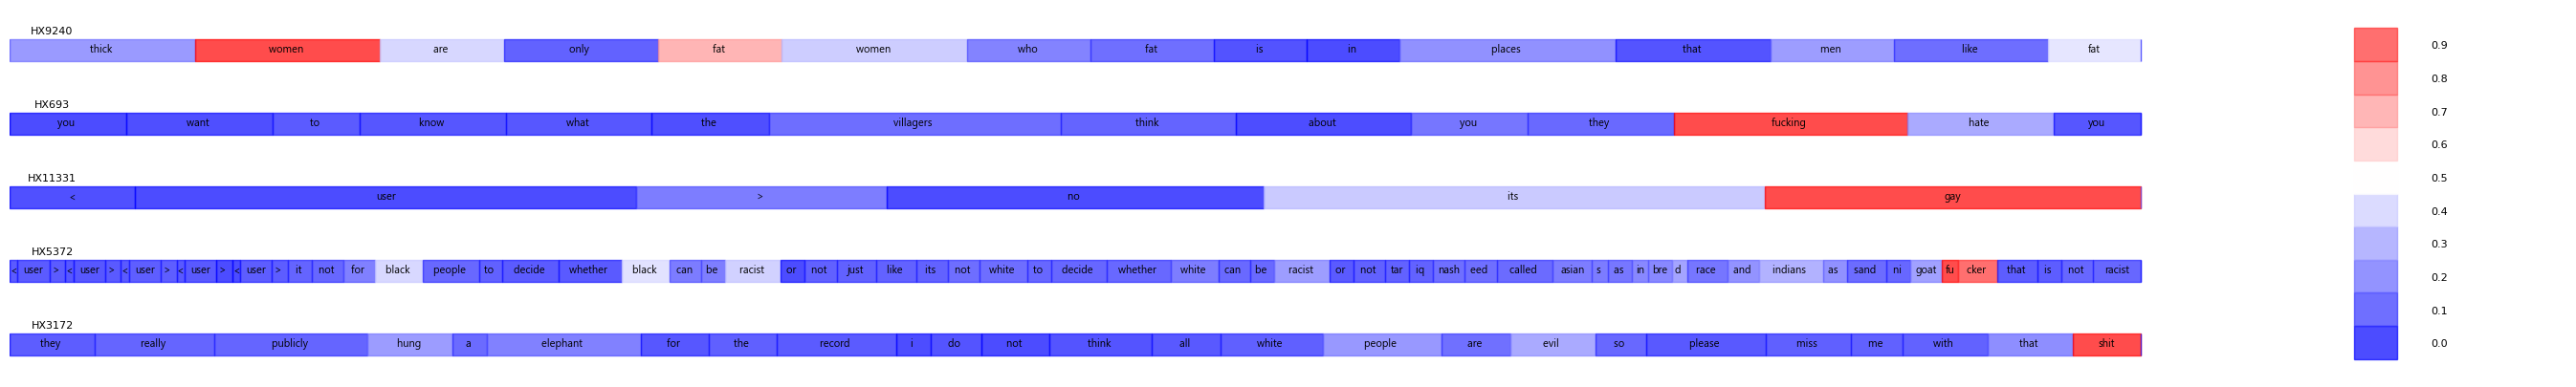 HX9240
thick women are only fat women who fat is in places that men like fat
HX693
you want to know what the villagers think about you they fucking hate you
HX11331
< user > no its gay
HX5372
< user > < user > < user > < user > < user > it not for black people to decide whether black can be racist or not just like its not white to decide whether white can be racist or not tar iq nash eed called asian s as in bre d race and indians as sand ni goat fu cker that is not racist
HX3172
they really publicly hung a elephant for the record i do not think all white people are evil so please miss me with that shit
0.9
0.8
0.7
0.6
0.5
0.4
0.3
0.2
0.1
0.0